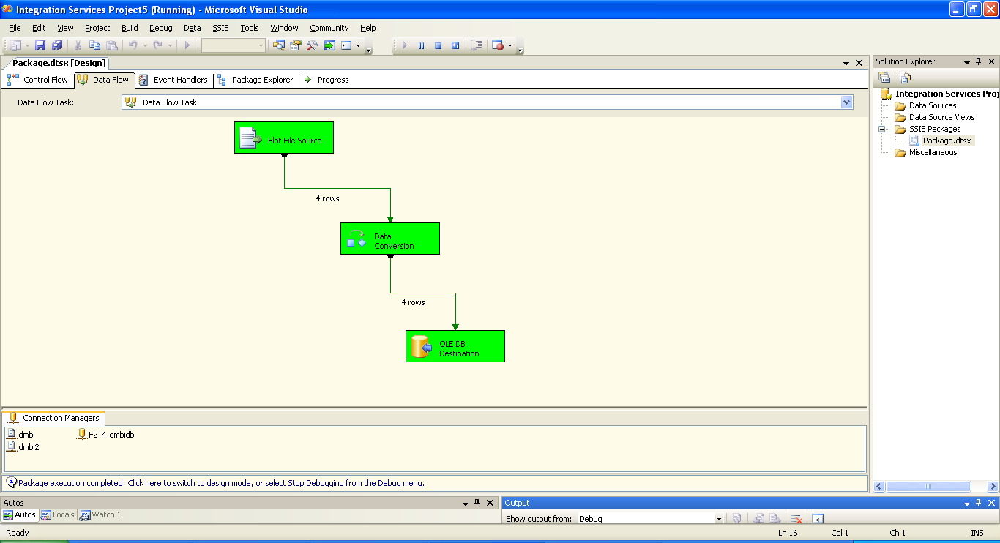 Integration Services Project5 (Running) - Microsoft Visual Studio
File Edit View Project Build Debug Data SSIS Tools Window Community Help
Package.dtsx [Design]
Control Flow Data Flow Event Handlers Package Explorer Progress
Data Flow Task: Data Flow Task
Flat File Source
4 rows
Data
Conversion
4 rows
OLE DB
Destination
Connection Managers
dmbi F2T4.dmbidb
dmbi2
Package execution completed. Click here to switch to design mode, or select Stop Debugging from the Debug menu.
Solution Explorer
Integration Services Proj
Data Sources
Data Source Views
SSIS Packages
Package.dtsx
Miscellaneous
Autos
Autos Locals Watch 1
Output
Show output from: Debug
Ready Ln 16 Col 1 Ch 1 INS